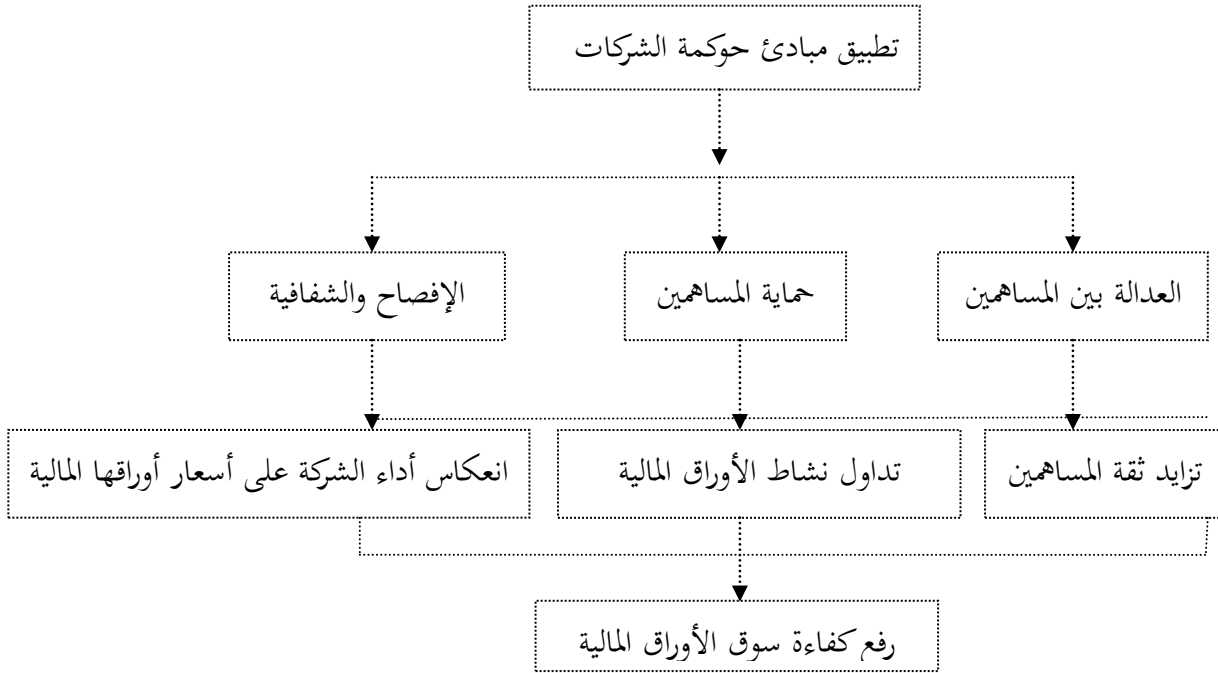 تطبيق مبادئ حوكمة الشركات
العدالة بين المساهمين
حماية المساهمين
الإفصاح والشفافية
تزايد ثقة المساهمين
تداول نشاط الأوراق المالية
انعكاس أداء الشركة على أسعار أوراقها المالية
رفع كفاءة سوق الأوراق المالية